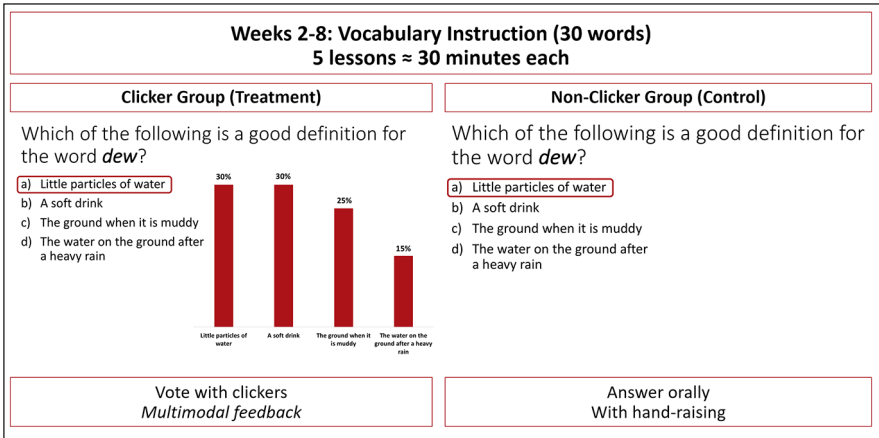 Weeks 2-8: Vocabulary Instruction (30 words)
5 lessons ≈ 30 minutes each
Clicker Group (Treatment)
Which of the following is a good definition for
the word dew?
a) Little particles of water
b) A soft drink
c) The ground when it is muddy
d) The water on the ground after
a heavy rain
30%
30%
25%
15%
Little particles of
water
A soft drink
The ground when it
is muddy
The water on the
ground after a heavy
rain
Vote with clickers
Multimodal feedback
Non-Clicker Group (Control)
Which of the following is a good definition for
the word dew?
a) Little particles of water
b) A soft drink
c) The ground when it is muddy
d) The water on the ground after
a heavy rain
Answer orally
With hand-raising